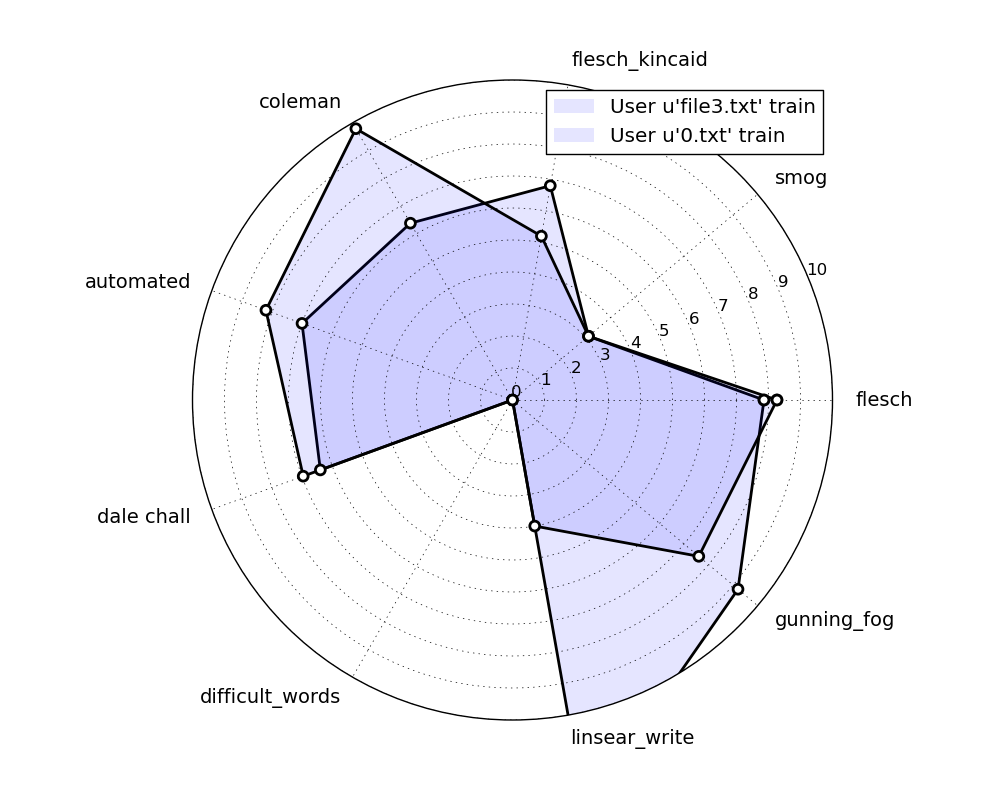 flesch_kincaid
coleman
User u'file3.txt' train
User u'0.txt' train
smog
automated
10
9
8
7
6
5
4
3
2
1
0
flesch
dale chall
gunning_fog
difficult_words
linsear_write